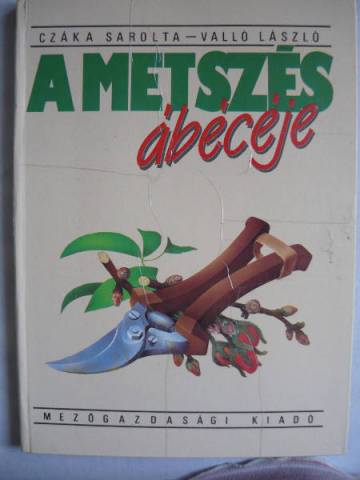 CZÁKA SAROLTA–VALLÓ LÁSZLÓ
A METSZÉS
ábécéje
MEZŐGAZDASÁGI KIADÓ